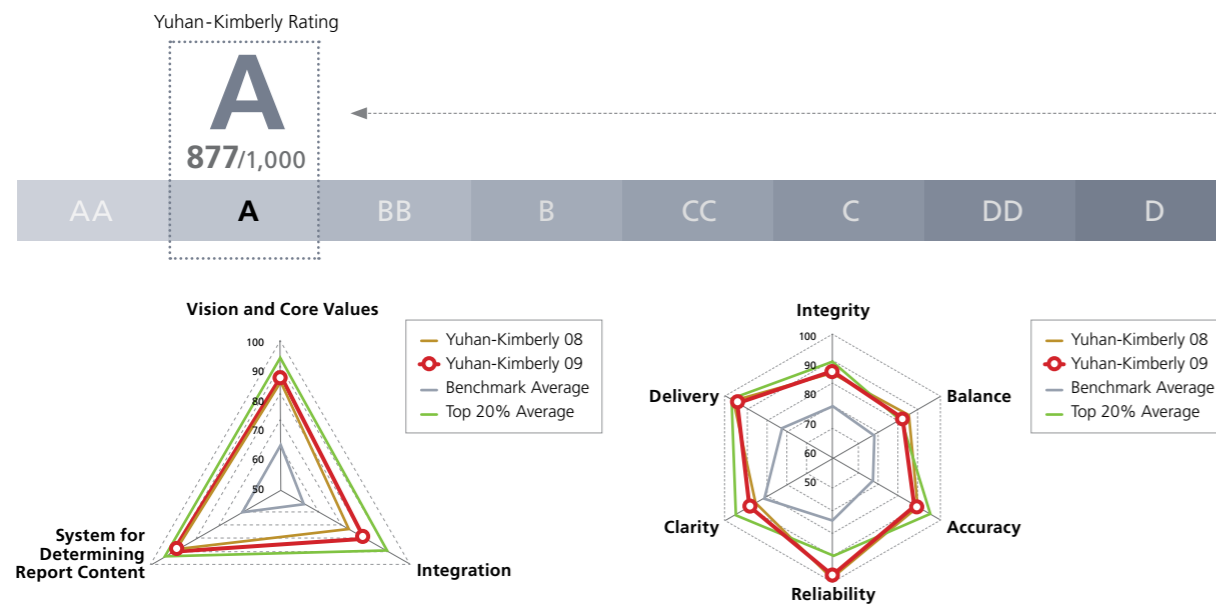 Yuhan-Kimberly Rating
A
877/1,000
AA
A
BB
B
CC
C
DD
D
Vision and Core Values
100
90
80
70
60
50
System for
Determining
Report Content
Integration
Yuhan-Kimberly 08
Yuhan-Kimberly 09
Benchmark Average
Top 20% Average
Integrity
100
90
80
70
60
50
Delivery
Balance
Clarity
Accuracy
Reliability
Yuhan-Kimberly 08
Yuhan-Kimberly 09
Benchmark Average
Top 20% Average